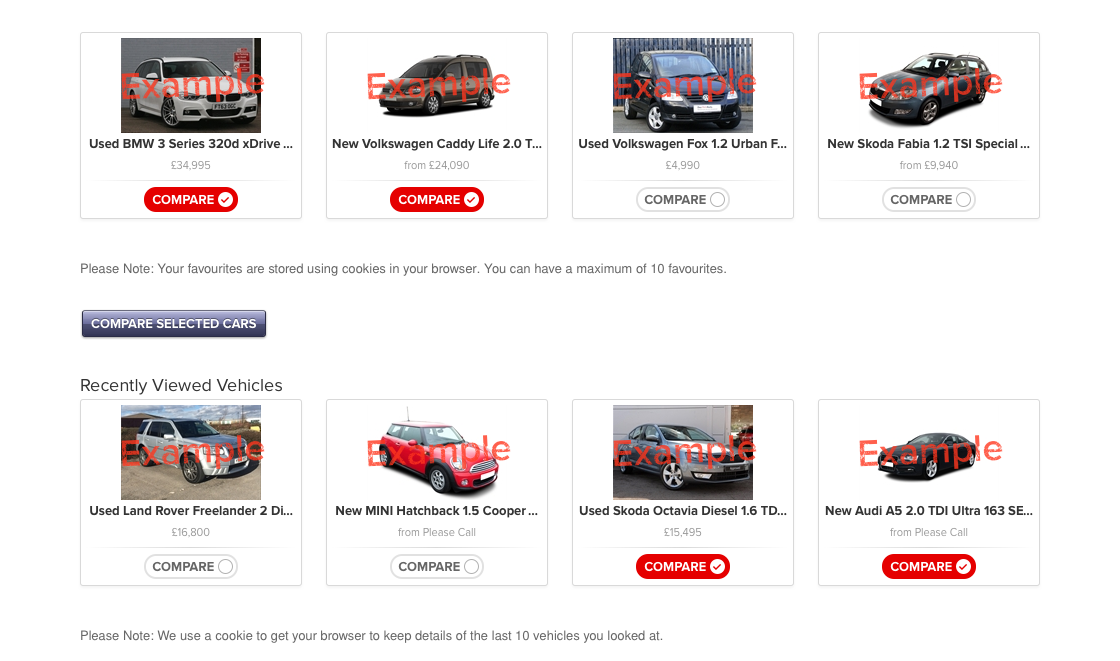 Example
Example
Example
Example
FT63 OGC
Used BMW 3 Series 320d xDrive ...
New Volkswagen Caddy Life 2.0 T...
Used Volkswagen Fox 1.2 Urban F...
New Skoda Fabia 1.2 TSI Special ...
£34,995
from £24,090
£4,990
from £9,940
COMPARE
COMPARE
COMPARE
COMPARE
Please Note: Your favourites are stored using cookies in your browser. You can have a maximum of 10 favourites.
COMPARE SELECTED CARS
Recently Viewed Vehicles
Example
Example
Example
Example
Used Land Rover Freelander 2 Di...
New MINI Hatchback 1.5 Cooper ...
Used Skoda Octavia Diesel 1.6 TD...
New Audi A5 2.0 TDI Ultra 163 SE...
£16,800
from Please Call
£15,495
from Please Call
COMPARE
COMPARE
COMPARE
COMPARE
Please Note: We use a cookie to get your browser to keep details of the last 10 vehicles you looked at.